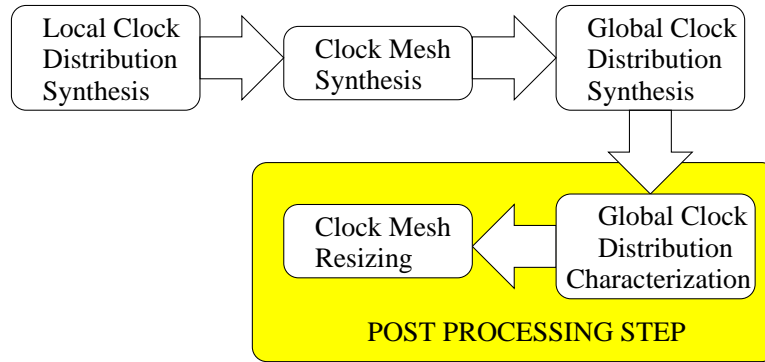 Local Clock
Distribution
Synthesis
Clock Mesh
Synthesis
Global Clock
Distribution
Synthesis
Global Clock
Distribution
Characterization
Clock Mesh
Resizing
POST PROCESSING STEP